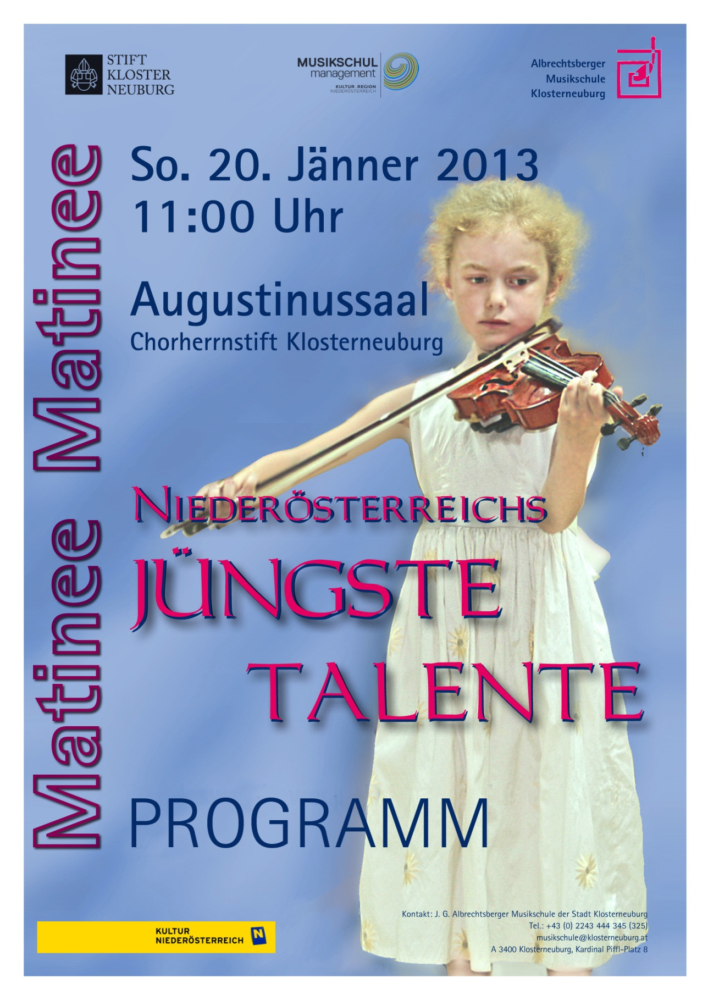 STIFT
KLOSTER
NEUBURG
MUSIKSCHUL
management
KULTUR.REGION
NIEDERÖSTERREICH
Albrechtsberger
Musikschule
Klosterneuburg
Matinee Matinee
So. 20. Jänner 2013
11:00 Uhr
Augustinussaal
Chorherrnstift Klosterneuburg
NIEDERÖSTERREICHS
JÜNGSTE
TALENTE
PROGRAMM
KULTUR
NIEDERÖSTERREICH N
Kontakt: J. G. Albrechtsberger Musikschule der Stadt Klosterneuburg
Tel.: +43 (0) 2243 444 345 (325)
musikschule@klosterneuburg.at
A 3400 Klosterneuburg, Kardinal Piffl-Platz 8